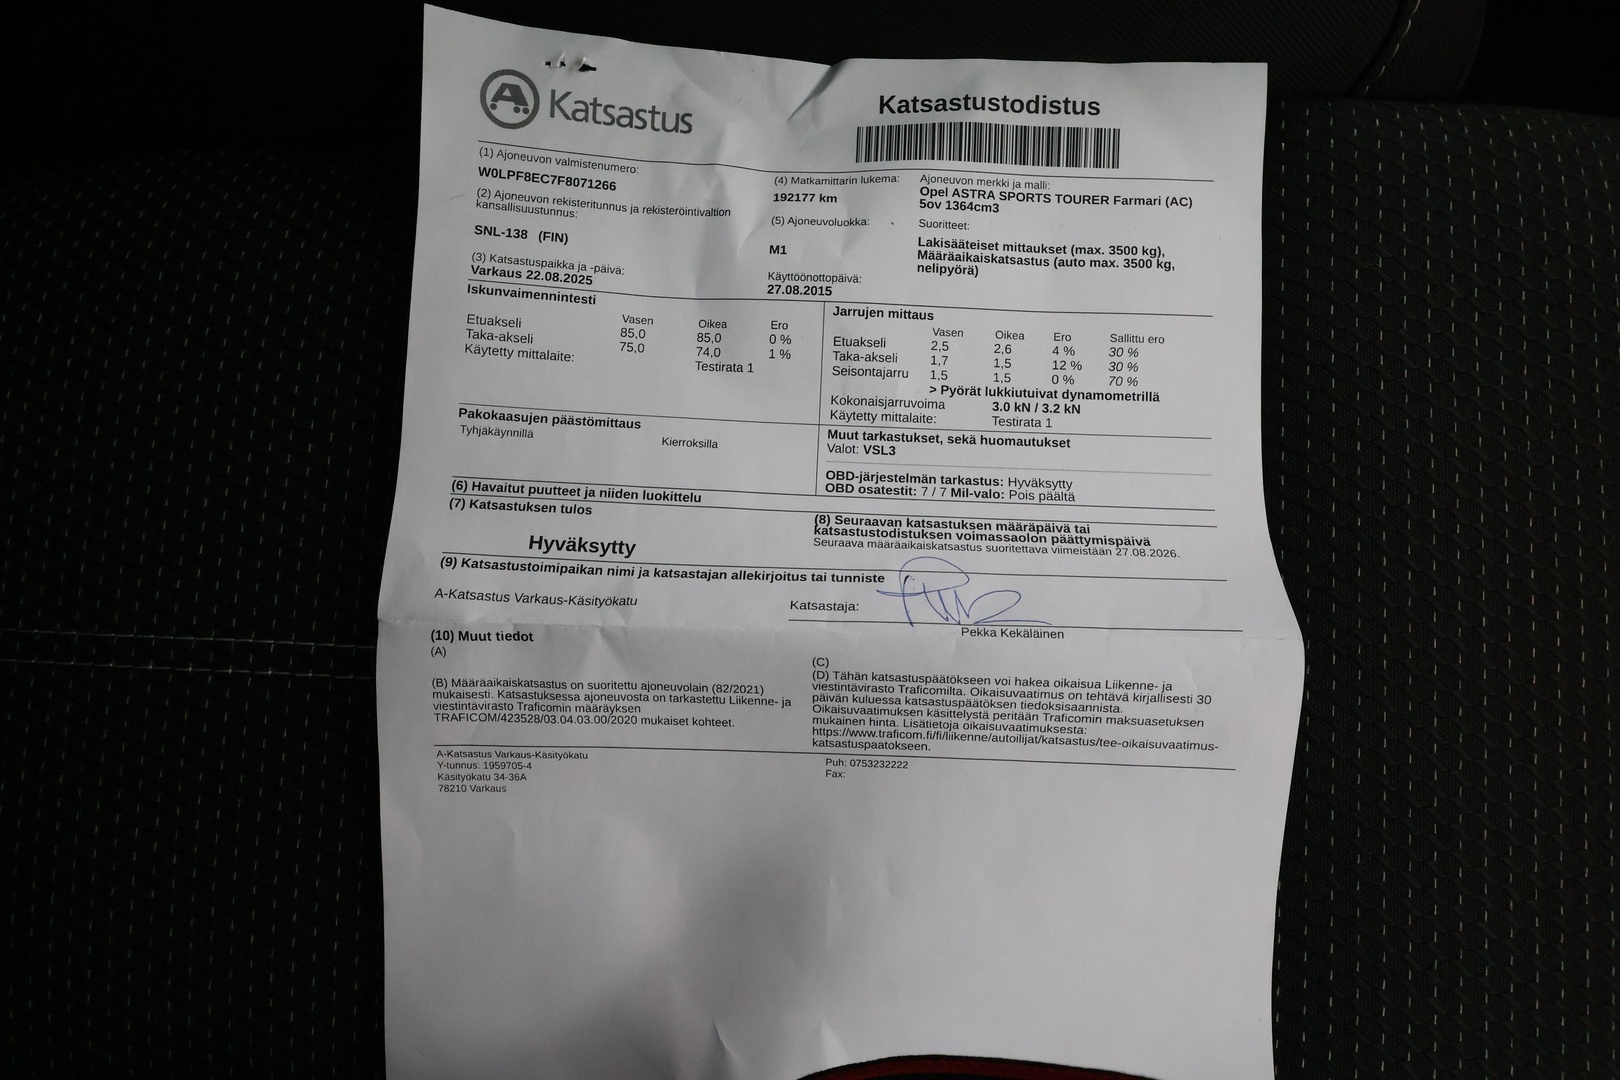 A Katsastus
Katsastustodistus
(1) Ajoneuvon valmistenumero:
W0LPF8EC7F8071266
(2) Ajoneuvon rekisteritunnus ja rekisteröintivaltion
kansallisuustunnus:
SNL-138 (FIN)
(3) Katsastuspaikka ja -päivä:
Varkaus 22.08.2025
(4) Matkamittarin lukema:
192177 km
(5) Ajoneuvoluokka:
M1
Käyttöönottopäivä:
27.08.2015
Ajoneuvon merkki ja malli:
Opel ASTRA SPORTS TOURER Farmari (AC)
5ov 1364cm3
Suoritteet:
Lakisääteiset mittaukset (max. 3500 kg),
Määräaikaiskatsastus (auto max. 3500 kg,
nelipyörä)
Iskunvaimennintesti
Vasen Oikea Ero
Etuakseli 85,0 85,0 0 %
Taka-akseli 75,0 74,0 1 %
Käytetty mittalaite: Testirata 1
Jarrujen mittaus
Vasen Oikea Ero Sallittu ero
Etuakseli 2,5 2,6 4 % 30 %
Taka-akseli 1,7 1,5 12 % 30 %
Seisontajarru 1,5 1,5 0 % 70 %
> Pyörät lukkiutuivat dynamometrillä
Kokonaisjarruvoima 3.0 kN / 3.2 kN
Käytetty mittalaite: Testirata 1
Pakokaasujen päästömittaus
Tyhjäkäynnillä Kierroksilla
Muut tarkastukset, sekä huomautukset
Valot: VSL3
OBD-järjestelmän tarkastus: Hyväksytty
OBD osatestit: 7 / 7 Mil-valo: Pois päältä
(6) Havaitut puutteet ja niiden luokittelu
(7) Katsastuksen tulos
Hyväksytty
(8) Seuraavan katsastuksen määräpäivä tai
katsastustodistuksen voimassaolon päättymispäivä
Seuraava määräaikaiskatsastus suoritettava viimeistään 27.08.2026.
(9) Katsastustoimipaikan nimi ja katsastajan allekirjoitus tai tunniste
A-Katsastus Varkaus-Käsityökatu
Katsastaja:
Pekka Kekäläinen
(10) Muut tiedot
(A)
(B) Määräaikaiskatsastus on suoritettu ajoneuvolain (82/2021)
mukaisesti. Katsastuksessa ajoneuvosta on tarkastettu Liikenne- ja
viestintävirasto Traficomin määräyksen
TRAFICOM/423528/03.04.03.00/2020 mukaiset kohteet.
(C)
(D) Tähän katsastuspäätökseen voi hakea oikaisua Liikenne- ja
viestintävirasto Traficomilta. Oikaisuvaatimus on tehtävä kirjallisesti 30
päivän kuluessa katsastuspäätöksen tiedoksisaannista.
Oikaisuvaatimuksen käsittelystä peritään Traficomin maksuasetuksen
mukainen hinta. Lisätietoja oikaisuvaatimuksesta:
https://www.traficom.fi/fi/liikenne/autoilijat/katsastus/tee-oikaisuvaatimus-
katsastuspaatokseen.
A-Katsastus Varkaus-Käsityökatu
Y-tunnus: 1959705-4
Käsityökatu 34-36A
78210 Varkaus
Puh: 0753232222
Fax: